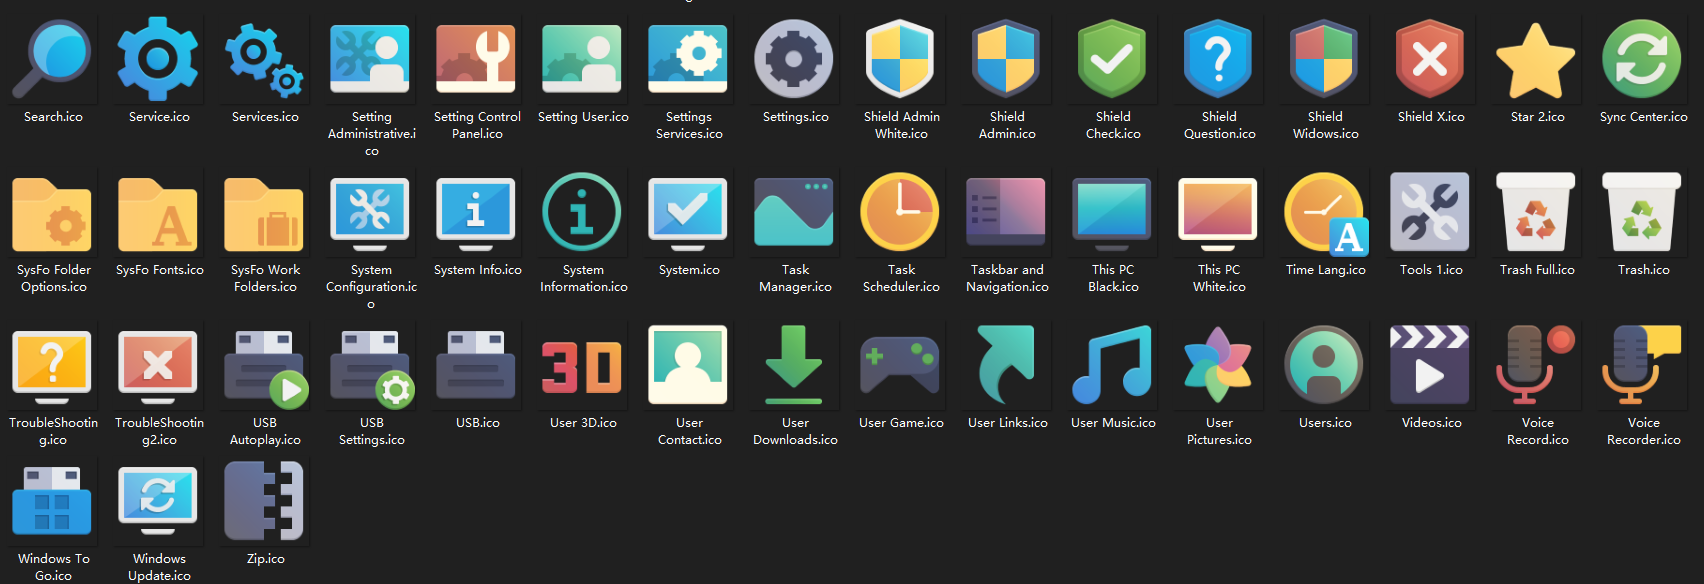 Search.ico
Service.ico
Services.ico
Setting
Administrative.i
co
Setting Control
Panel.ico
Setting User.ico
Settings
Services.ico
Settings.ico
Shield Admin
White.ico
Shield
Admin.ico
Shield
Check.ico
Shield
Question.ico
Shield
Widows.ico
Shield X.ico
Star 2.ico
Sync Center.ico
SysFo Folder
Options.ico
A
SysFo Fonts.ico
SysFo Work
Folders.ico
System
Configuration.ic
o
i
System Info.ico
i
System
Information.ico
System.ico
Task
Manager.ico
Task
Scheduler.ico
Taskbar and
Navigation.ico
This PC
Black.ico
This PC
White.ico
A
Time Lang.ico
Tools 1.ico
Trash Full.ico
Trash.ico
?
TroubleShootin
g.ico
TroubleShootin
g2.ico
USB
Autoplay.ico
USB
Settings.ico
USB.ico
3D
User 3D.ico
User
Contact.ico
User
Downloads.ico
User Game.ico
User Links.ico
User Music.ico
User
Pictures.ico
Users.ico
Videos.ico
Voice
Record.ico
Voice
Recorder.ico
Windows To
Go.ico
Windows
Update.ico
Zip.ico